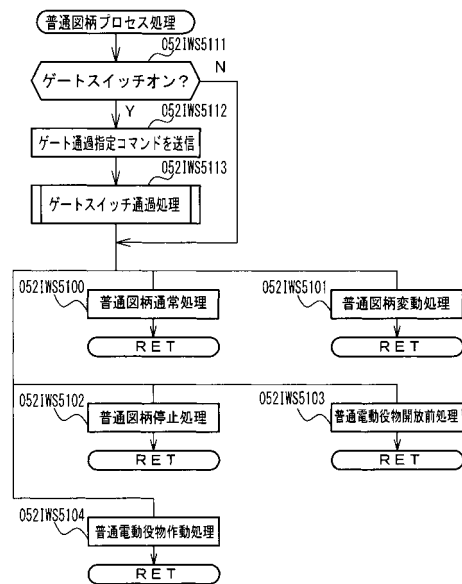 普通図柄プロセス処理
052IWS5111
ゲートスイッチオン?
N
Y
052IWS5112
ゲート通過指定コマンドを送信
052IWS5113
ゲートスイッチ通過処理
052IWS5100
普通図柄通常処理
RET
052IWS5101
普通図柄変動処理
RET
052IWS5102
普通図柄停止処理
RET
052IWS5103
普通電動役物開放前処理
RET
052IWS5104
普通電動役物作動処理
RET